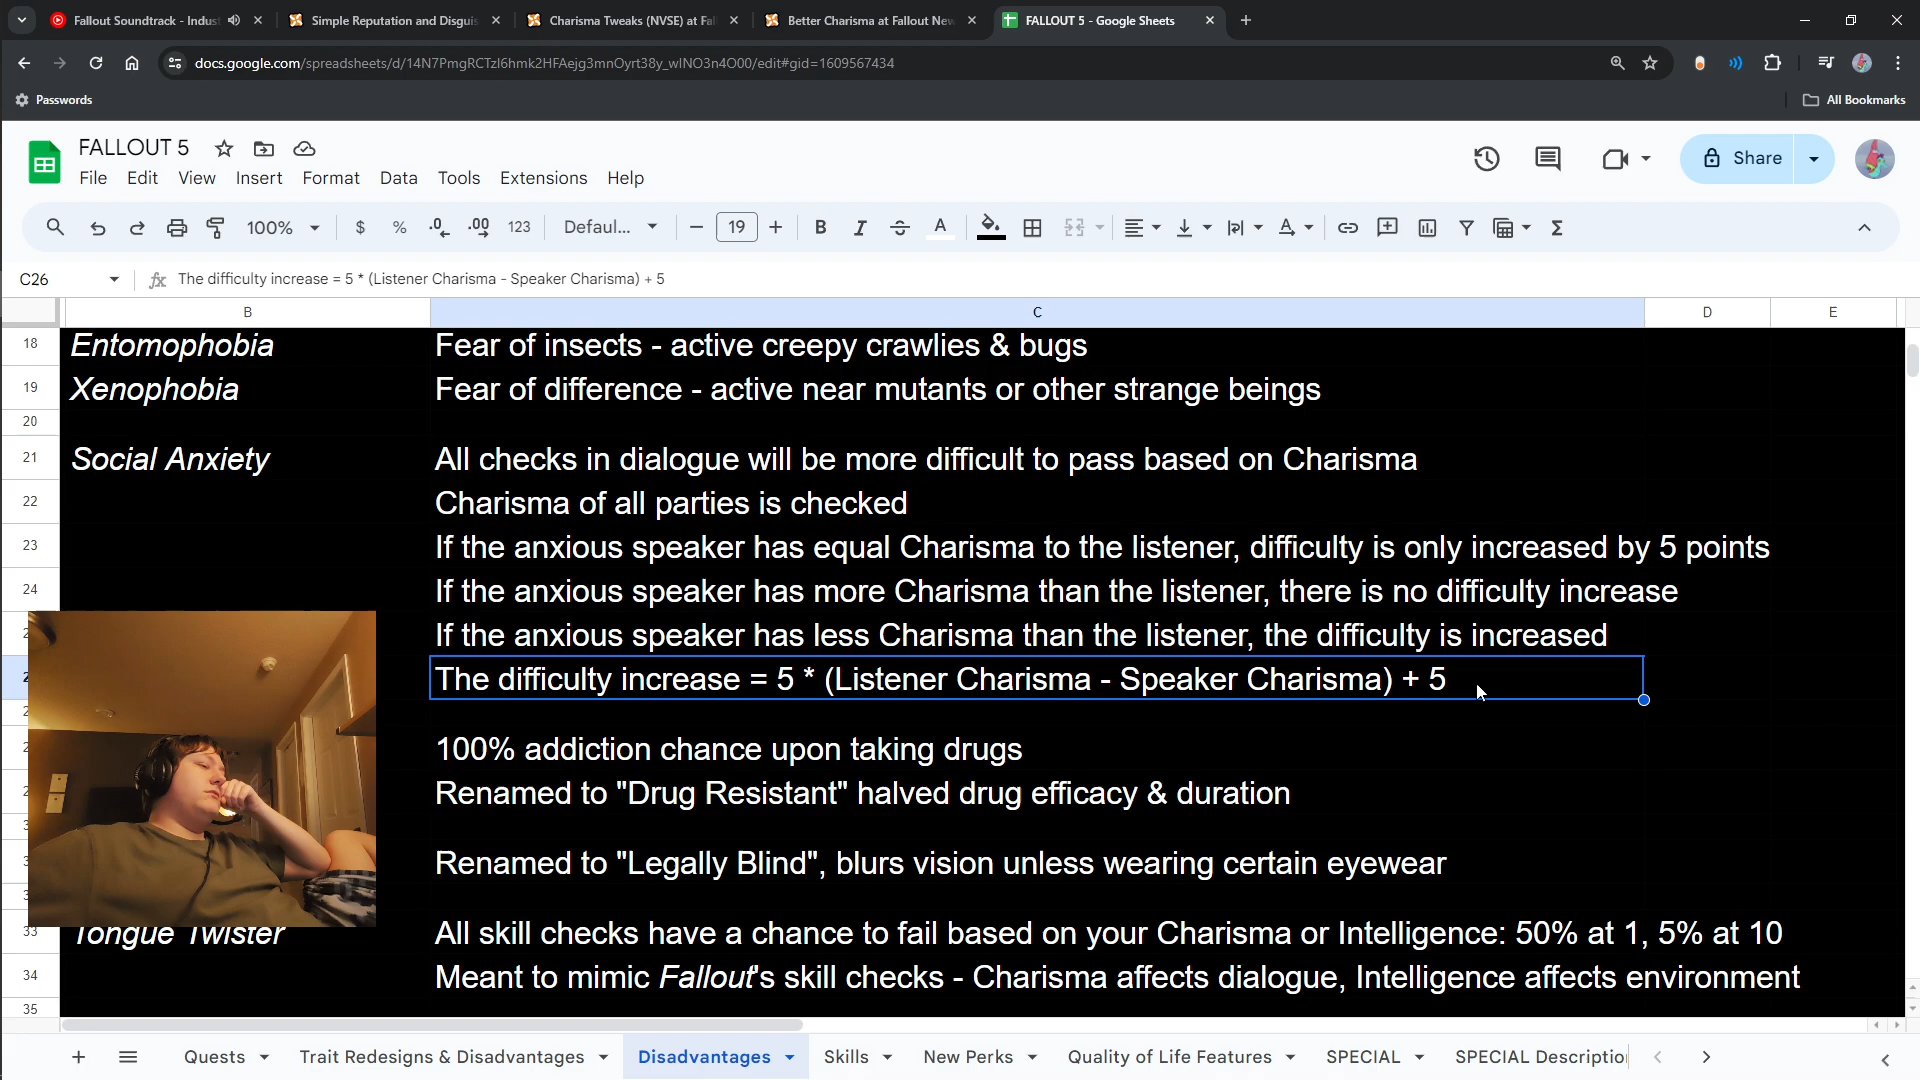 Fallout Soundtrack - Indus
Simple Reputation and Disguis
Charisma Tweaks (NVSE) at Fal
Better Charisma at Fallout New
FALLOUT 5 - Google Sheets
docs.google.com/spreadsheets/d/14N7PmgRCTzl6hmk2HFAejg3mnOyrt38y_wlNO3n4O00/edit#gid=1609567434
Passwords
All Bookmarks
FALLOUT 5
File Edit View Insert Format Data Tools Extensions Help
Share
100% $ % .0 .00 123 Defaul... 19 B I A
C26
fx The difficulty increase = 5 * (Listener Charisma - Speaker Charisma) + 5
B C D E
18 Entomophobia Fear of insects - active creepy crawlies & bugs
19 Xenophobia Fear of difference - active near mutants or other strange beings
20
21 Social Anxiety All checks in dialogue will be more difficult to pass based on Charisma
22 Charisma of all parties is checked
23 If the anxious speaker has equal Charisma to the listener, difficulty is only increased by 5 points
24 If the anxious speaker has more Charisma than the listener, there is no difficulty increase
If the anxious speaker has less Charisma than the listener, the difficulty is increased
The difficulty increase = 5 * (Listener Charisma - Speaker Charisma) + 5
100% addiction chance upon taking drugs
Renamed to "Drug Resistant" halved drug efficacy & duration
Renamed to "Legally Blind", blurs vision unless wearing certain eyewear
33 Tongue Twister All skill checks have a chance to fail based on your Charisma or Intelligence: 50% at 1, 5% at 10
34 Meant to mimic Fallout's skill checks - Charisma affects dialogue, Intelligence affects environment
35
Quests Trait Redesigns & Disadvantages Disadvantages Skills New Perks Quality of Life Features SPECIAL SPECIAL Descriptio